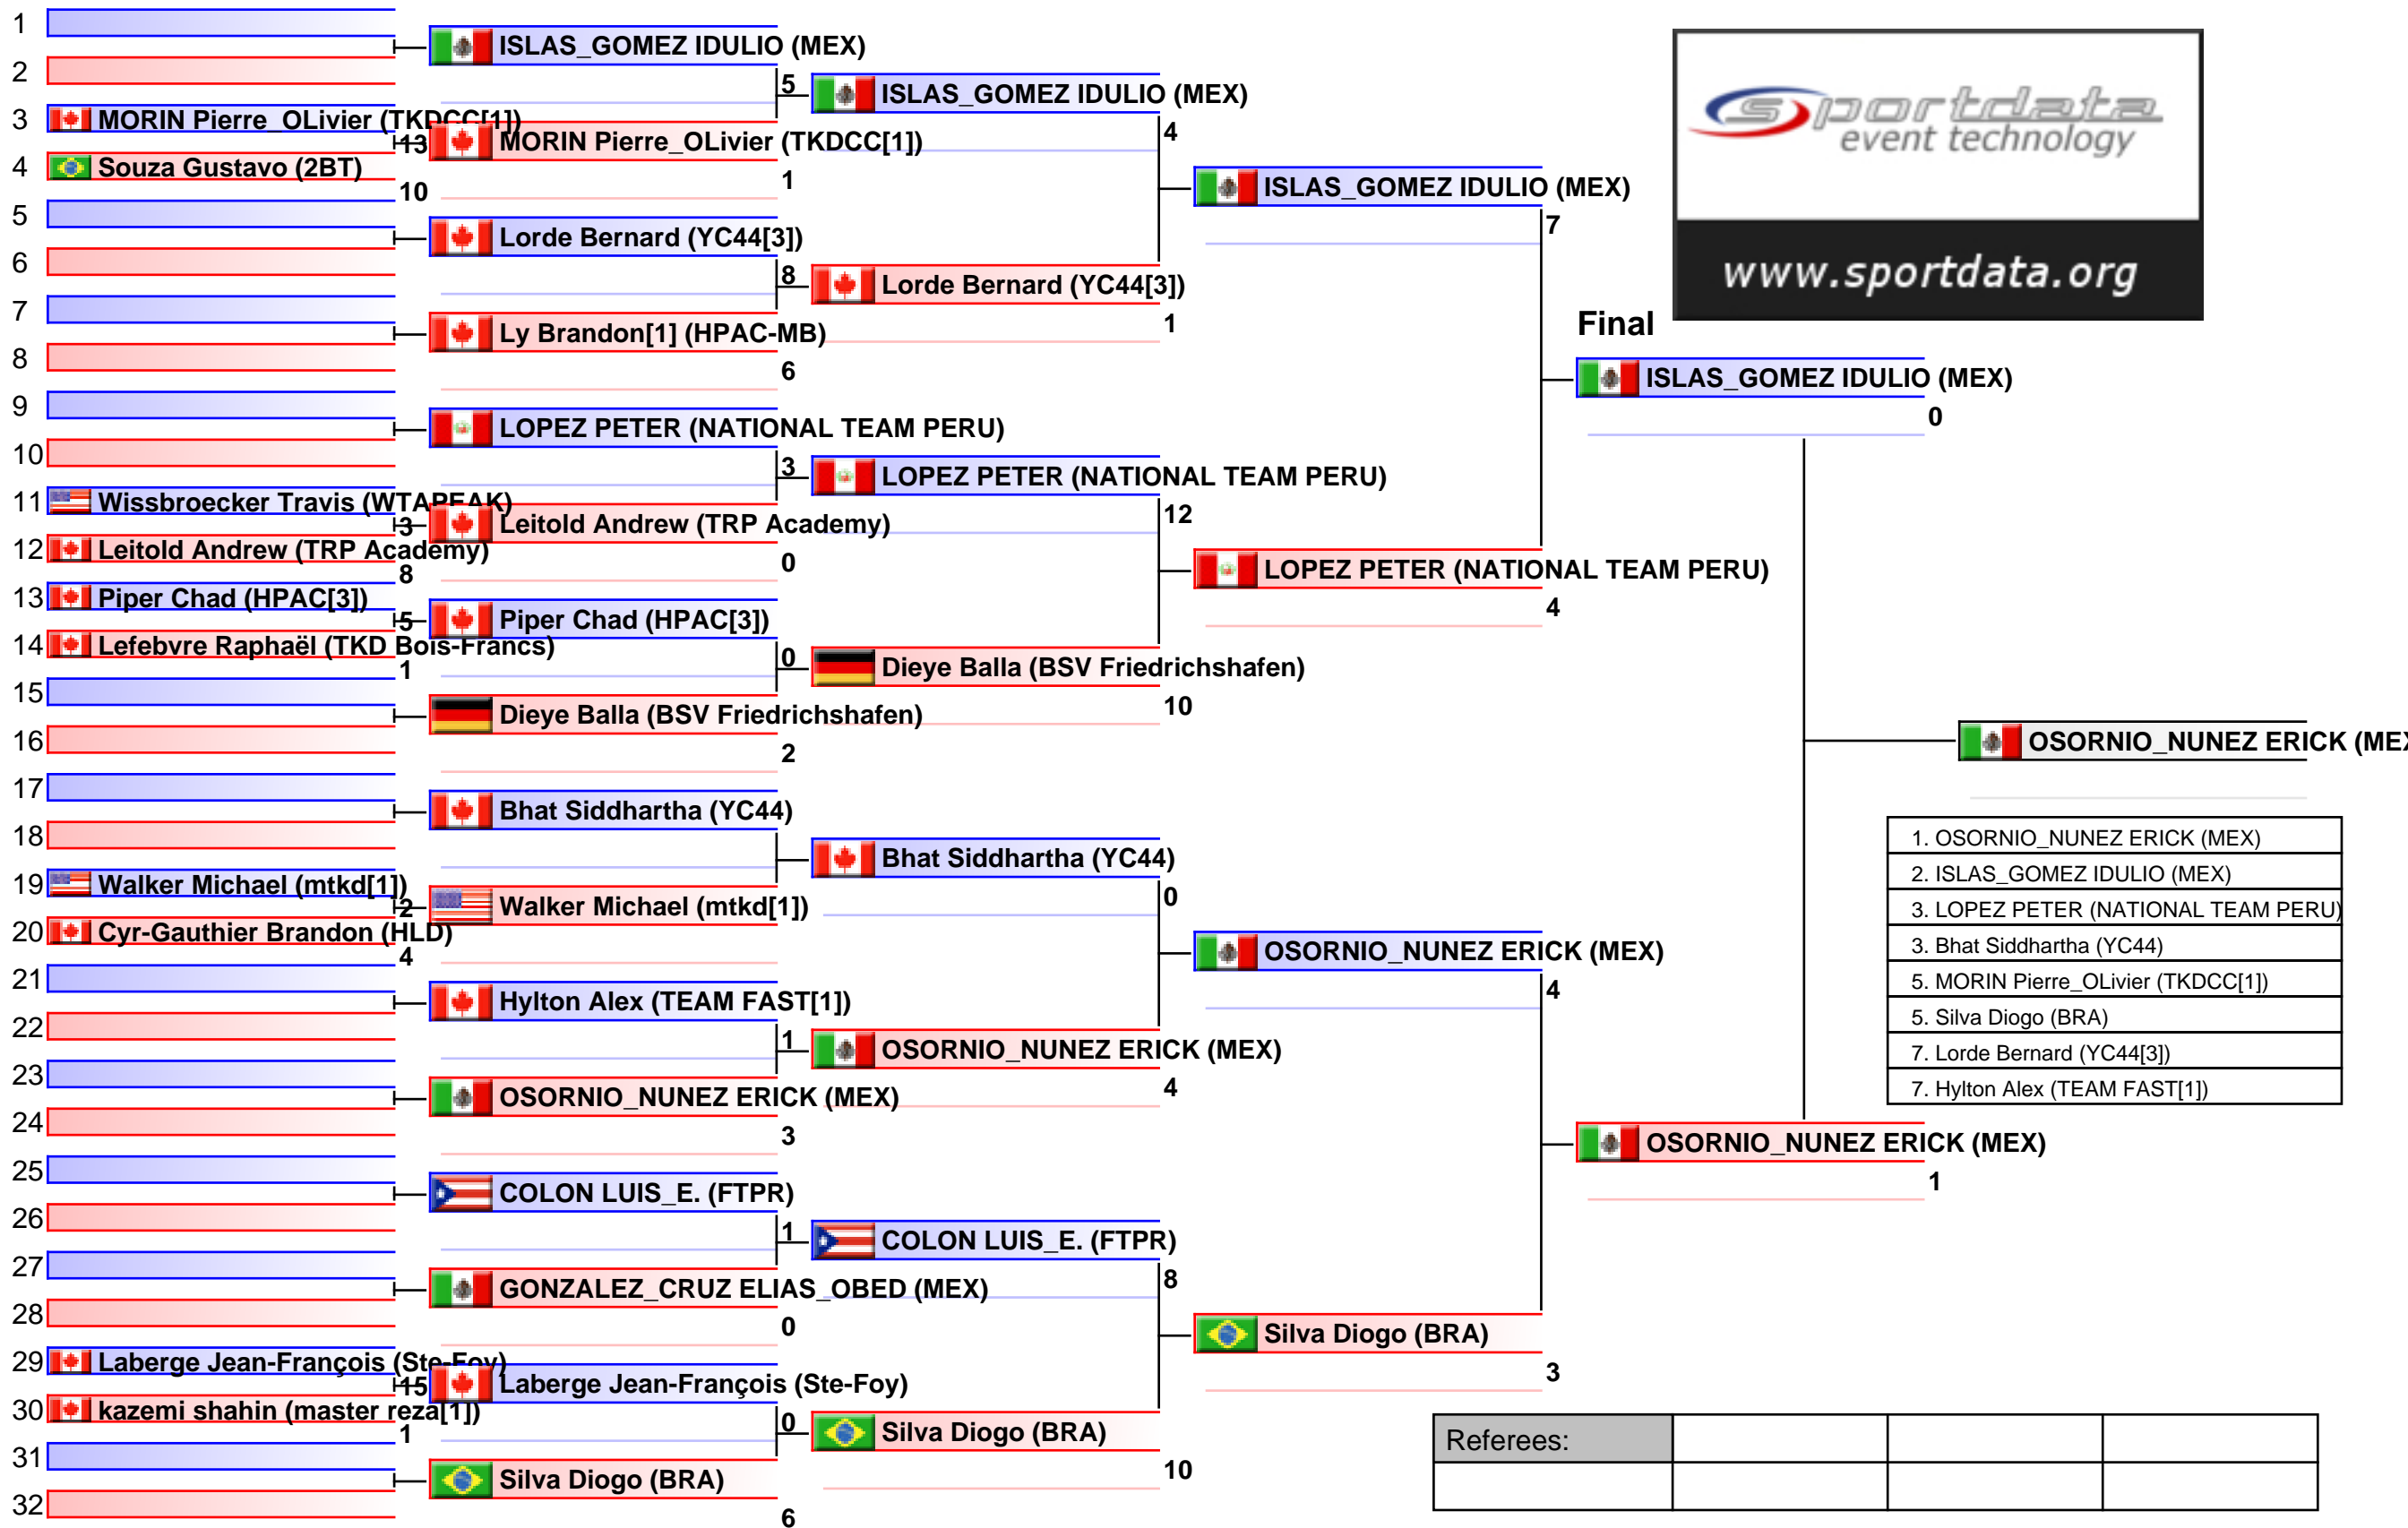 1
2
3 MORIN Pierre_OLivier (TKDCC[1])
13
4 Souza Gustavo (2BT)
10
5
6
7
8
9
10
11 Wissbroecker Travis (WTAPEAK)
3
12 Leitold Andrew (TRP Academy)
8
13 Piper Chad (HPAC[3])
5
14 Lefebvre Raphaël (TKD Bois-Francs)
1
15
16
17
18
19 Walker Michael (mtkd[1])
2
20 Cyr-Gauthier Brandon (HLD)
4
21
22
23
24
25
26
27
28
29 Laberge Jean-François (Ste-Foy)
15
30 kazemi shahin (master reza[1])
1
31
32
ISLAS_GOMEZ IDULIO (MEX)
5
MORIN Pierre_OLivier (TKDCC[1])
1
Lorde Bernard (YC44[3])
8
Ly Brandon[1] (HPAC-MB)
6
LOPEZ PETER (NATIONAL TEAM PERU)
3
Leitold Andrew (TRP Academy)
0
Piper Chad (HPAC[3])
0
Dieye Balla (BSV Friedrichshafen)
2
Bhat Siddhartha (YC44)
Walker Michael (mtkd[1])
Hylton Alex (TEAM FAST[1])
1
OSORNIO_NUNEZ ERICK (MEX)
3
COLON LUIS_E. (FTPR)
1
GONZALEZ_CRUZ ELIAS_OBED (MEX)
0
Laberge Jean-François (Ste-Foy)
0
Silva Diogo (BRA)
6
ISLAS_GOMEZ IDULIO (MEX)
4
Lorde Bernard (YC44[3])
1
LOPEZ PETER (NATIONAL TEAM PERU)
12
Dieye Balla (BSV Friedrichshafen)
10
Bhat Siddhartha (YC44)
0
OSORNIO_NUNEZ ERICK (MEX)
4
COLON LUIS_E. (FTPR)
8
Silva Diogo (BRA)
10
ISLAS_GOMEZ IDULIO (MEX)
7
LOPEZ PETER (NATIONAL TEAM PERU)
4
OSORNIO_NUNEZ ERICK (MEX)
4
Silva Diogo (BRA)
3
sportdata
event technology
www.sportdata.org
Final
ISLAS_GOMEZ IDULIO (MEX)
0
OSORNIO_NUNEZ ERICK (MEX)
1
OSORNIO_NUNEZ ERICK (ME
1. OSORNIO_NUNEZ ERICK (MEX)
2. ISLAS_GOMEZ IDULIO (MEX)
3. LOPEZ PETER (NATIONAL TEAM PERU)
3. Bhat Siddhartha (YC44)
5. MORIN Pierre_OLivier (TKDCC[1])
5. Silva Diogo (BRA)
7. Lorde Bernard (YC44[3])
7. Hylton Alex (TEAM FAST[1])
Referees: